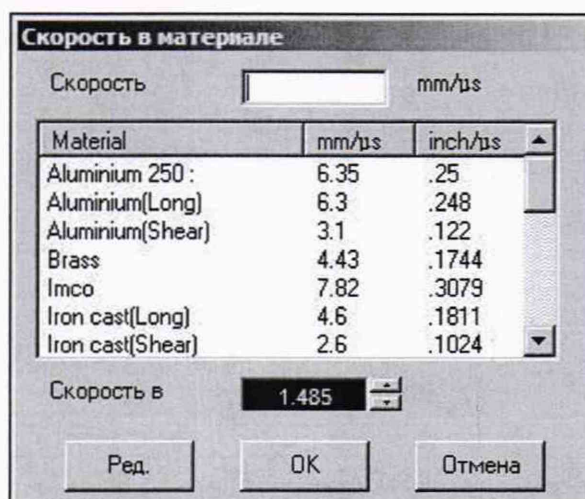 Скорость в материале
Скорость mm/µs
Material mm/µs inch/µs
Aluminium 250 : 6.35 .25
Aluminium(Long) 6.3 .248
Aluminium(Shear) 3.1 .122
Brass 4.43 .1744
Imco 7.82 .3079
Iron cast(Long) 4.6 .1811
Iron cast(Shear) 2.6 .1024
Скорость в 1.485
Ред. OK Отмена